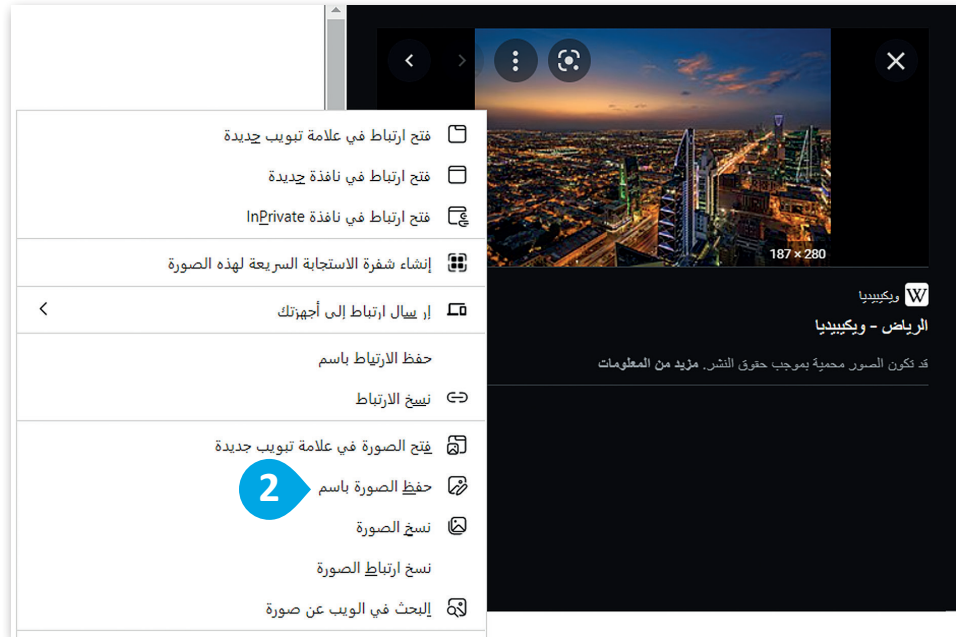 فتح ارتباط في علامة تبويب جديدة
فتح ارتباط في نافذة جديدة
فتح ارتباط في نافذة InPrivate
إنشاء شفرة الاستجابة السريعة لهذه الصورة
إرسال ارتباط إلى أجهزتك
حفظ الارتباط باسم
نسخ الارتباط
فتح الصورة في علامة تبويب جديدة
حفظ الصورة باسم
2
نسخ الصورة
نسخ ارتباط الصورة
البحث في الويب عن صورة
187 × 280
W ويكيبيديا
الرياض - ويكيبيديا
قد تكون الصور محمية بموجب حقوق النشر. مزيد من المعلومات